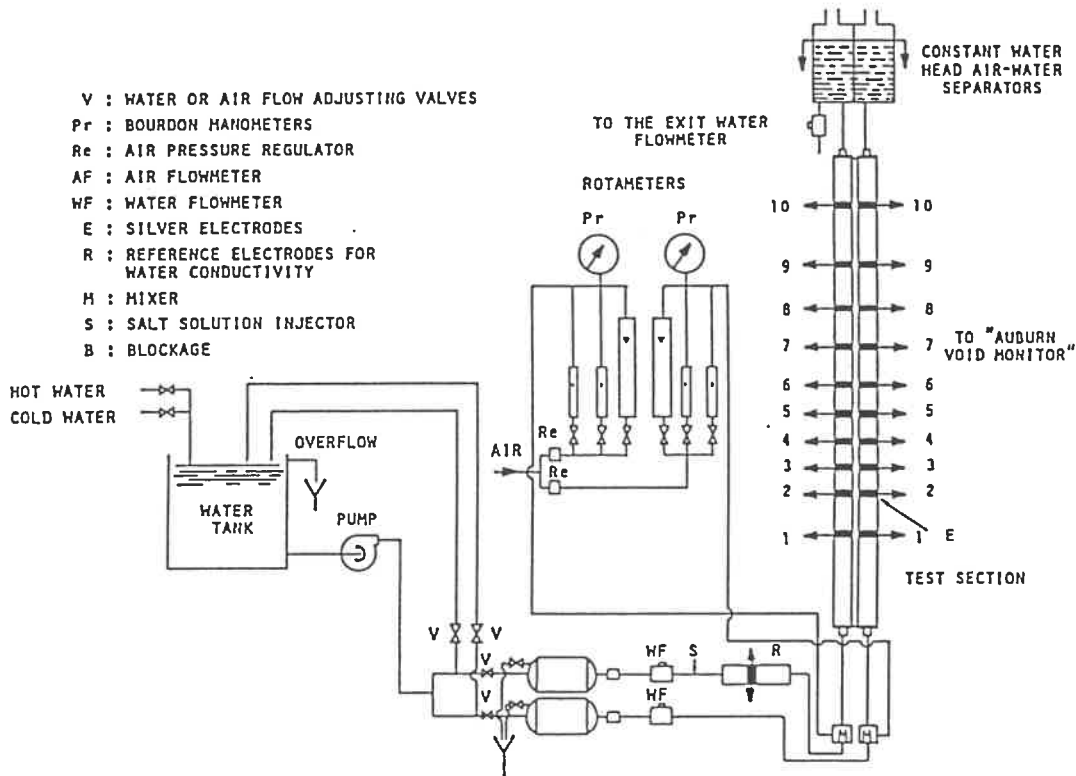 CONSTANT WATER
HEAD AIR-WATER
SEPARATORS
V : WATER OR AIR FLOW ADJUSTING VALVES
Pr : BOURDON MANOMETERS
Re : AIR PRESSURE REGULATOR
AF : AIR FLOWMETER
WF : WATER FLOWMETER
E : SILVER ELECTRODES
R : REFERENCE ELECTRODES FOR
WATER CONDUCTIVITY
M : MIXER
S : SALT SOLUTION INJECTOR
B : BLOCKAGE
TO THE EXIT WATER
FLOWMETER
ROTAMETERS
Pr Pr
10 10
9 9
8 8
7 7
TO "AUBURN
VOID MONITOR"
6 6
5 5
4 4
3 3
2 2
1 1 E
TEST SECTION
HOT WATER
COLD WATER
OVERFLOW
WATER
TANK
PUMP
AIR
Re
Re
V V
V
V
WF S R
WF
M M